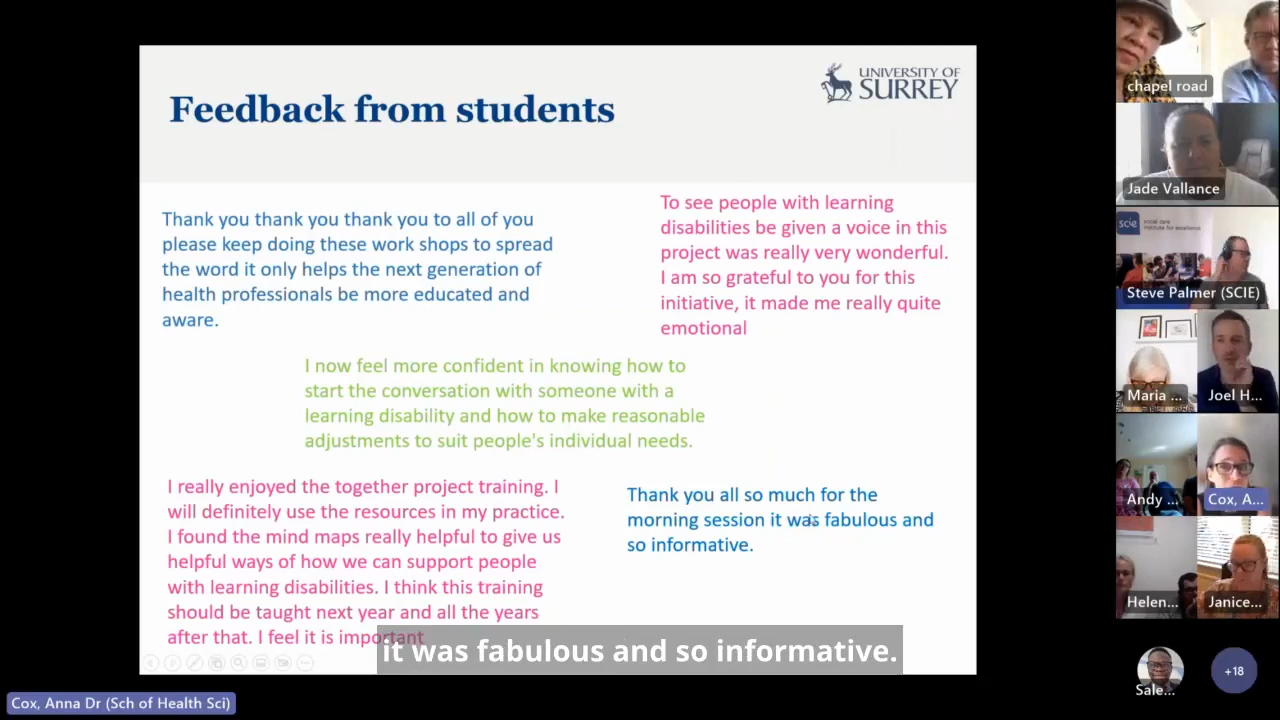 Feedback from students
UNIVERSITY OF
SURREY
Thank you thank you thank you to all of you
please keep doing these work shops to spread
the word it only helps the next generation of
health professionals be more educated and
aware.
To see people with learning
disabilities be given a voice in this
project was really very wonderful.
I am so grateful to you for this
initiative, it made me really quite
emotional
I now feel more confident in knowing how to
start the conversation with someone with a
learning disability and how to make reasonable
adjustments to suit people's individual needs.
I really enjoyed the together project training. I
will definitely use the resources in my practice.
I found the mind maps really helpful to give us
helpful ways of how we can support people
with learning disabilities. I think this training
should be taught next year and all the years
after that. I feel it is important
Thank you all so much for the
morning session it was fabulous and
so informative.
it was fabulous and so informative.
Cox, Anna Dr (Sch of Health Sci)
chapel road
Jade Vallance
scie
social care
institute for excellence
Steve Palmer (SCIE)
Maria ...
Joel H...
Andy ...
Cox, A...
Helen...
Janice...
Sale...
+18